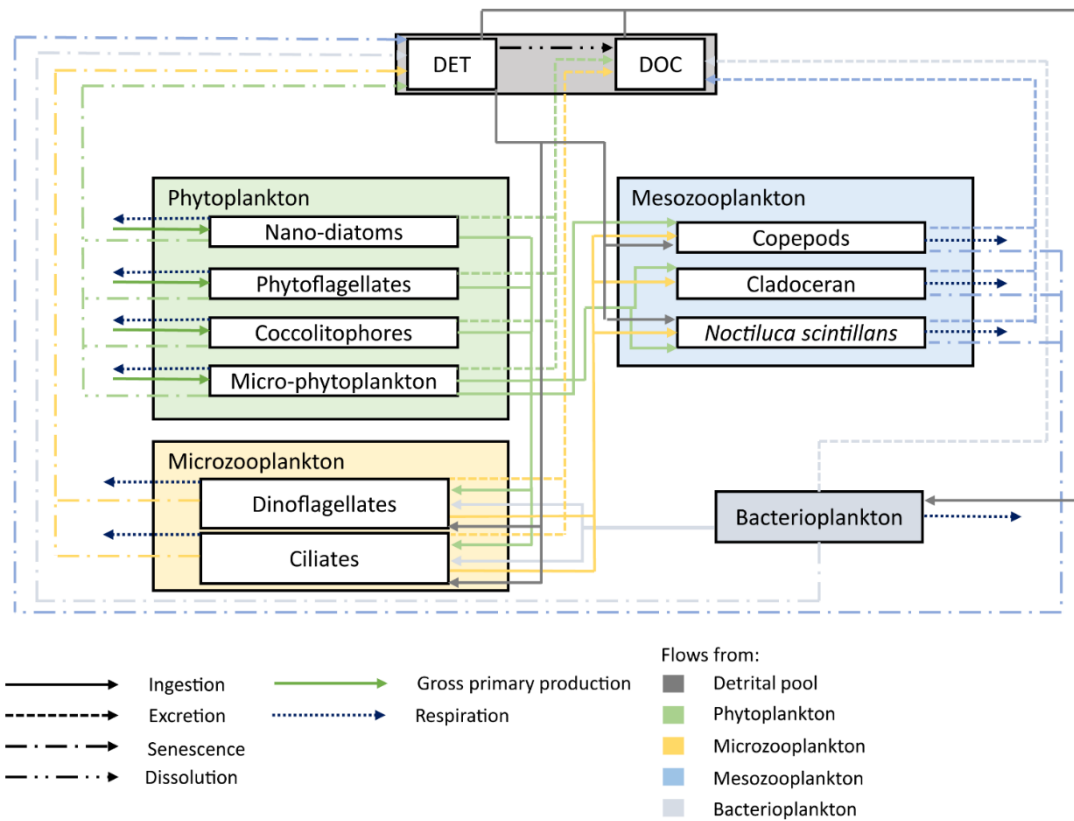 DET
DOC
Phytoplankton
Nano-diatoms
Phytoflagellates
Coccolitophores
Micro-phytoplankton
Mesozooplankton
Copepods
Cladoceran
Noctiluca scintillans
Microzooplankton
Dinoflagellates
Ciliates
Bacterioplankton
Ingestion
Excretion
Senescence
Dissolution
Gross primary production
Respiration
Flows from:
Detrital pool
Phytoplankton
Microzooplankton
Mesozooplankton
Bacterioplankton